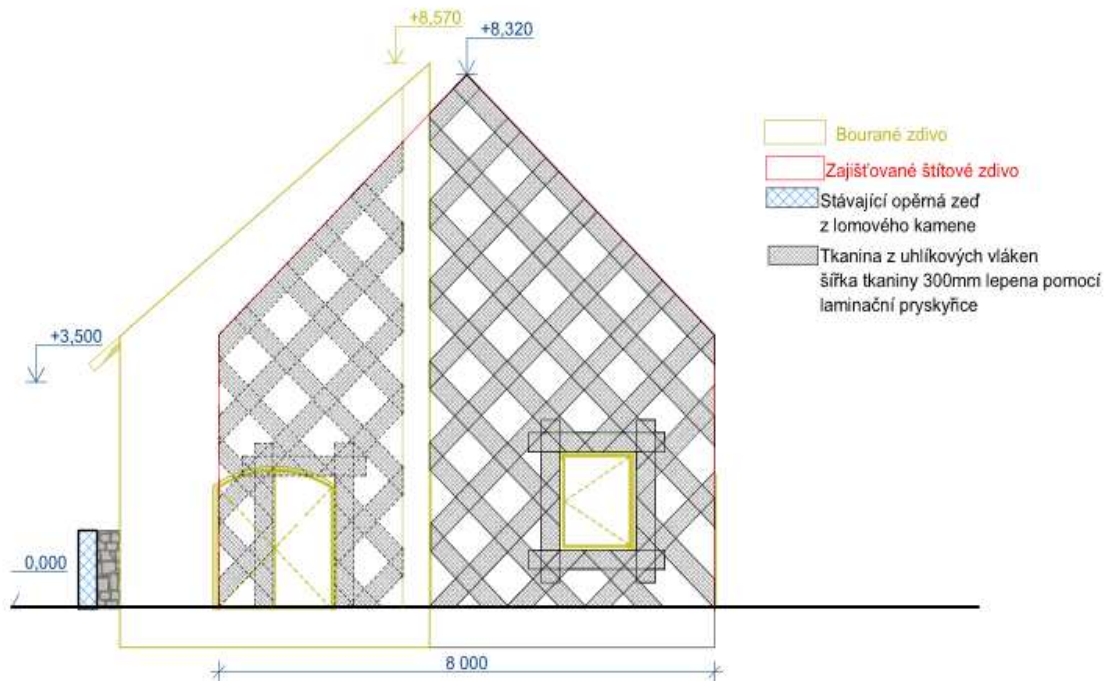 +8,570
+8,320
Bourané zdivo
Zajišťované štítové zdivo
Stávající opěrná zeď
z lomového kamene
Tkanina z uhlíkových vláken
šířka tkaniny 300mm lepena pomocí
laminační pryskyřice
+3,500
0,000
8 000